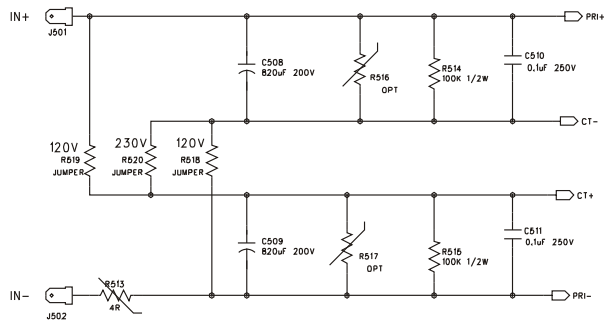 IN+
J501
PRI+
C508
820uF 200V
R516
OPT
R514
100K 1/2W
C510
0.1uF 250V
CT-
120V
R519
JUMPER
230V
R520
JUMPER
120V
R518
JUMPER
CT+
C509
820uF 200V
R517
OPT
R515
100K 1/2W
C511
0.1uF 250V
R513
4R
IN-
J502
PRI-